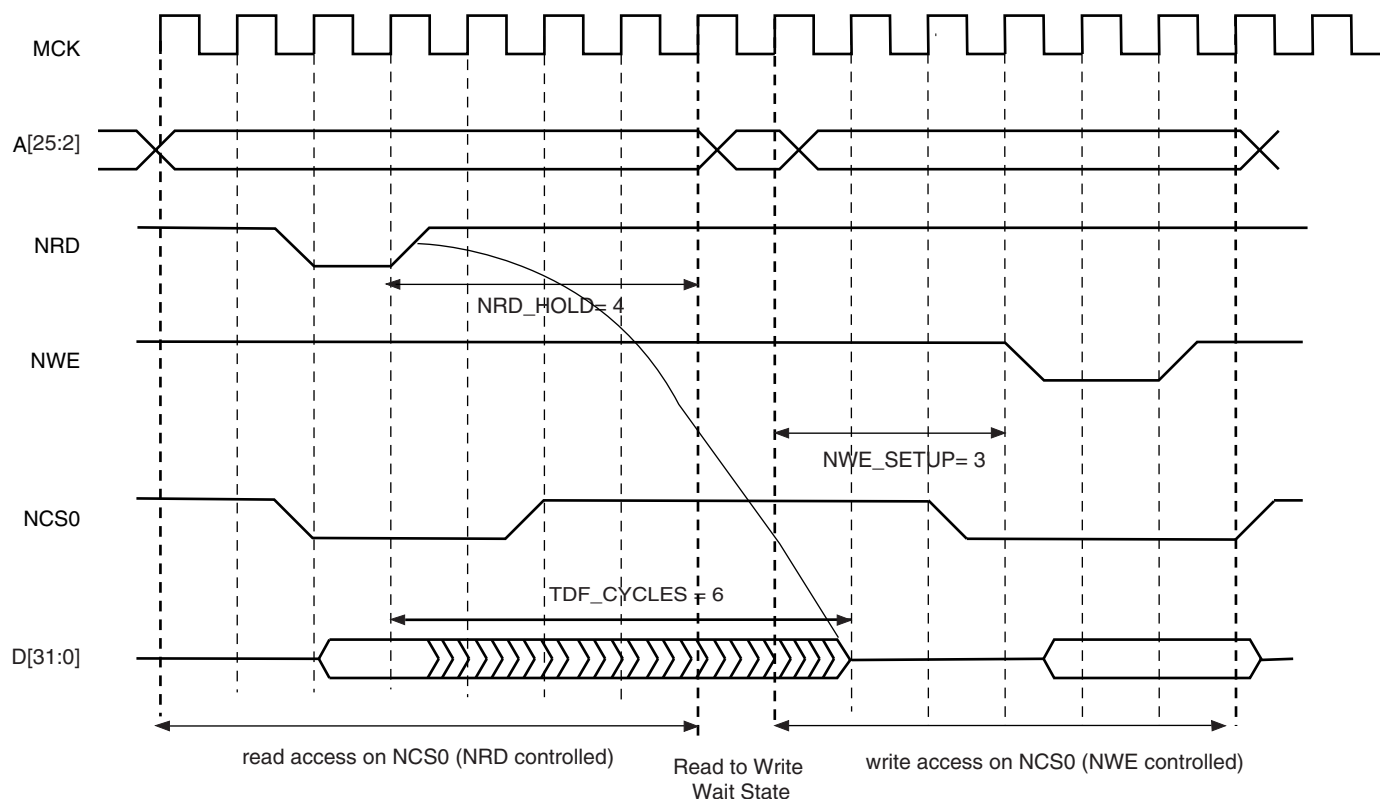 MCK
A[25:2]
NRD
NRD_HOLD= 4
NWE
NWE_SETUP= 3
NCS0
TDF_CYCLES = 6
D[31:0]
read access on NCS0 (NRD controlled)
Read to Write
Wait State
write access on NCS0 (NWE controlled)